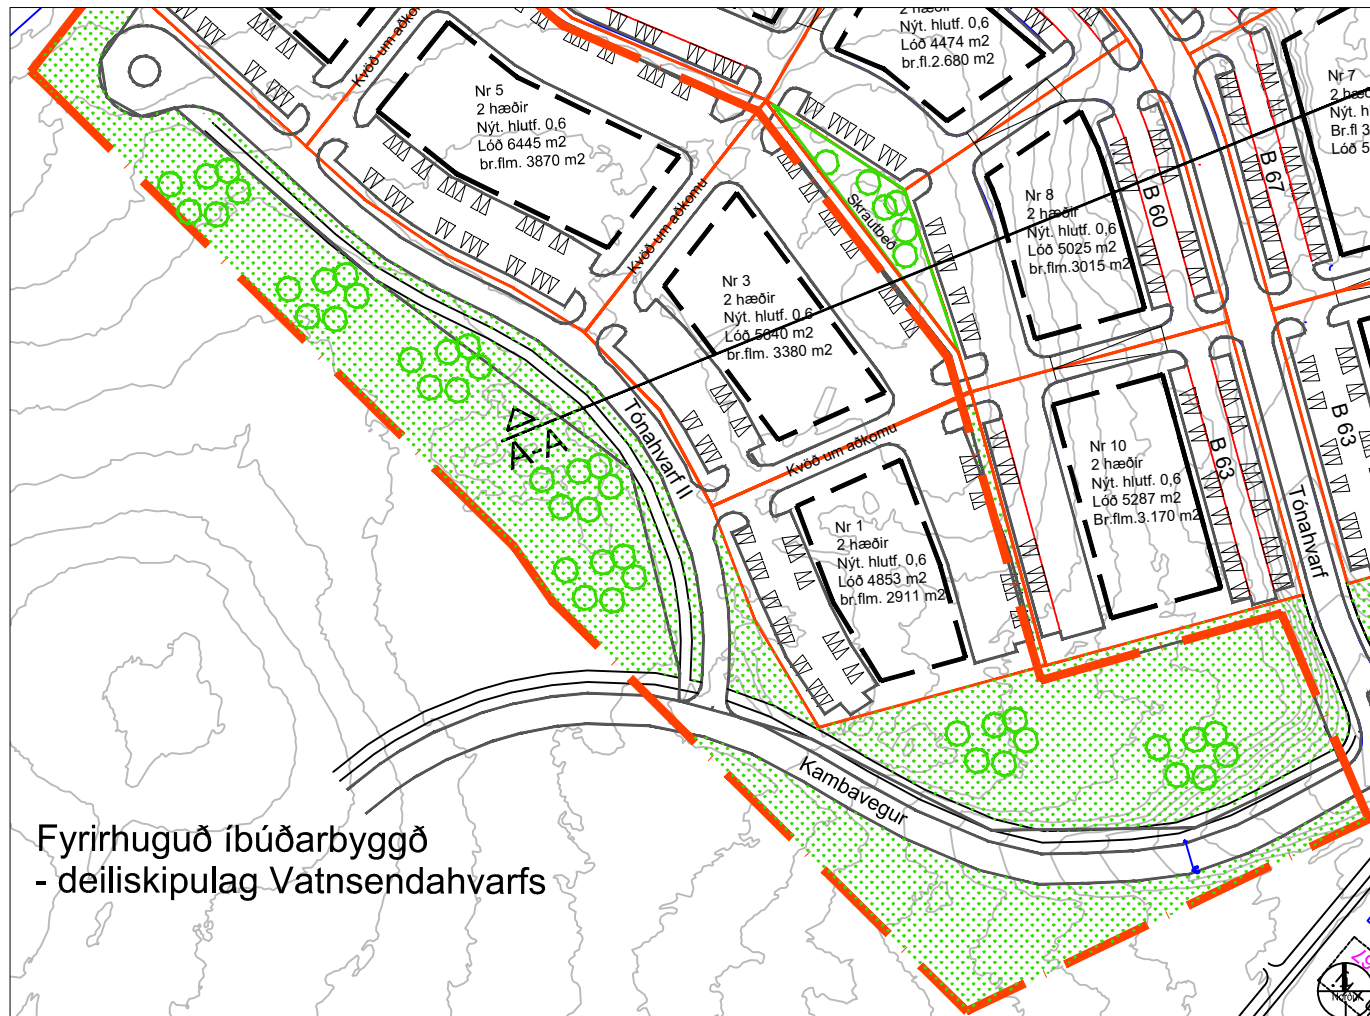 2 hæðir
Nýt. hlutf. 0,6
Lóð 4474 m2
br.fl.2.680 m2
Nr 7
2 hæð
Nýt. h
Br.fl 3
Lóð 5
Kvöð um aðko
Nr 5
2 hæðir
Nýt. hlutf. 0,6
Lóð 6445 m2
br.flm. 3870 m2
B 67
B 60
Nr 8
2 hæðir
Nýt. hlutf. 0,6
Lóð 5025 m2
br.flm.3015 m2
Skrautbeð
Kvöð um aðkomu
Nr 3
2 hæðir
Nýt. hlutf. 0,6
Lóð 5640 m2
br.flm. 3380 m2
Tónahvarf II
A-A
Kvöð um aðkomu
Nr 10
2 hæðir
Nýt. hlutf. 0,6
Lóð 5287 m2
Br.flm.3.170 m2
B 63
B 63
Tónahvarf
Nr 1
2 hæðir
Nýt. hlutf. 0,6
Lóð 4853 m2
br.flm. 2911 m2
Kambavegur
Fyrirhuguð íbúðarbyggð
- deiliskipulag Vatnsendahvarfs